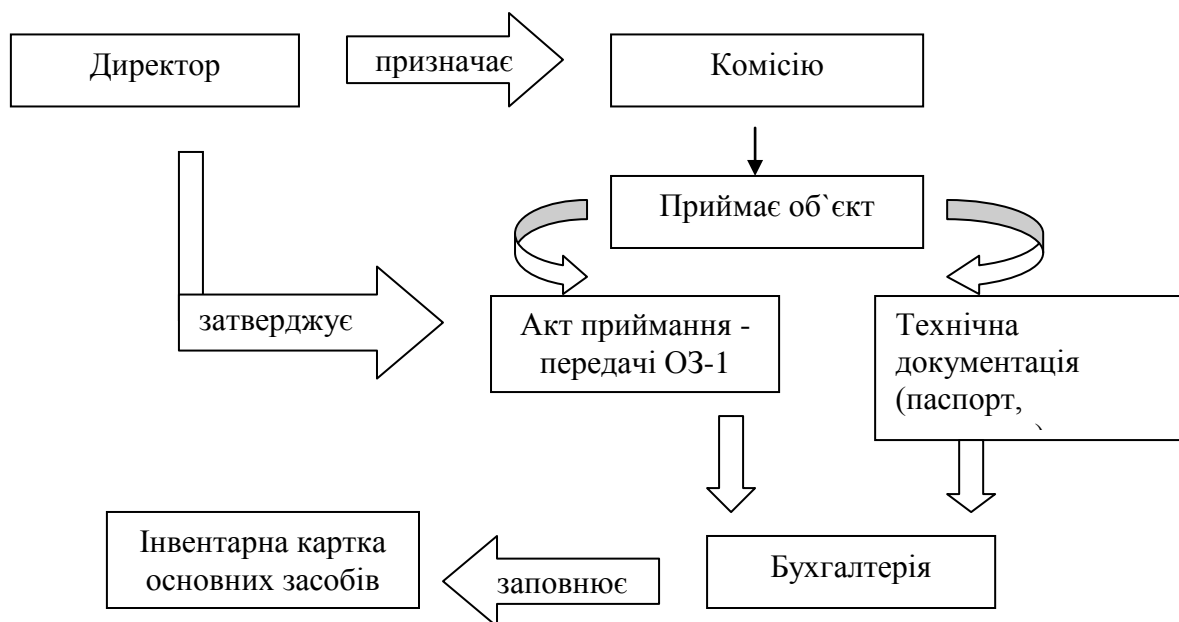 Директор
призначає
Комісію
Приймає об`єкт
затверджує
Акт приймання -
передачі ОЗ-1
Технічна
документація
(паспорт,
Інвентарна картка
основних засобів
заповнює
Бухгалтерія